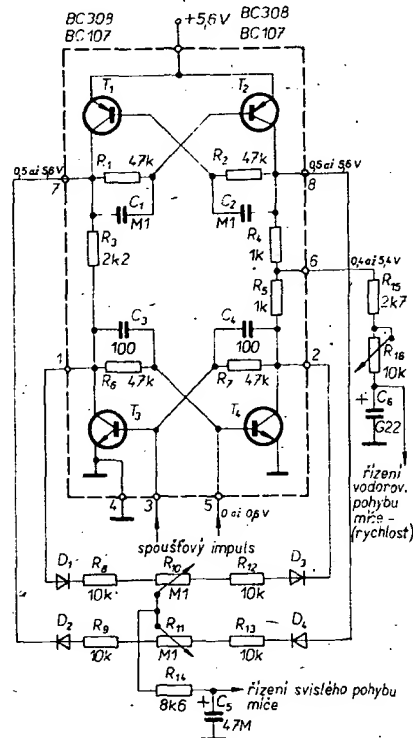 BC308
BC107
+5,6V
BC308
BC107
T1
T2
R1 47k
R2 47k
0,5 až 5,6 V
7
0,5 až 5,6 V
8
C1
M1
C2
M1
R3
2k2
R4
1k
6
0,4 až 5,4 V
R5
1k
R15
2k7
R16
10k
C3
100
C4
100
1
2
R6 47k
R7 47k
+ C6
G22
T3
T4
4
3
5
0 až 0,6 V
řízení
vodorov.
pohybu
míče -
(rychlost)
spoušťový impuls
D1
R8
10k
R10
M1
R12
10k
D3
D2
R9
10k
R11
M1
R13
10k
D4
R14
8k6
řízení svislého pohybu
míče
+ C5
47M